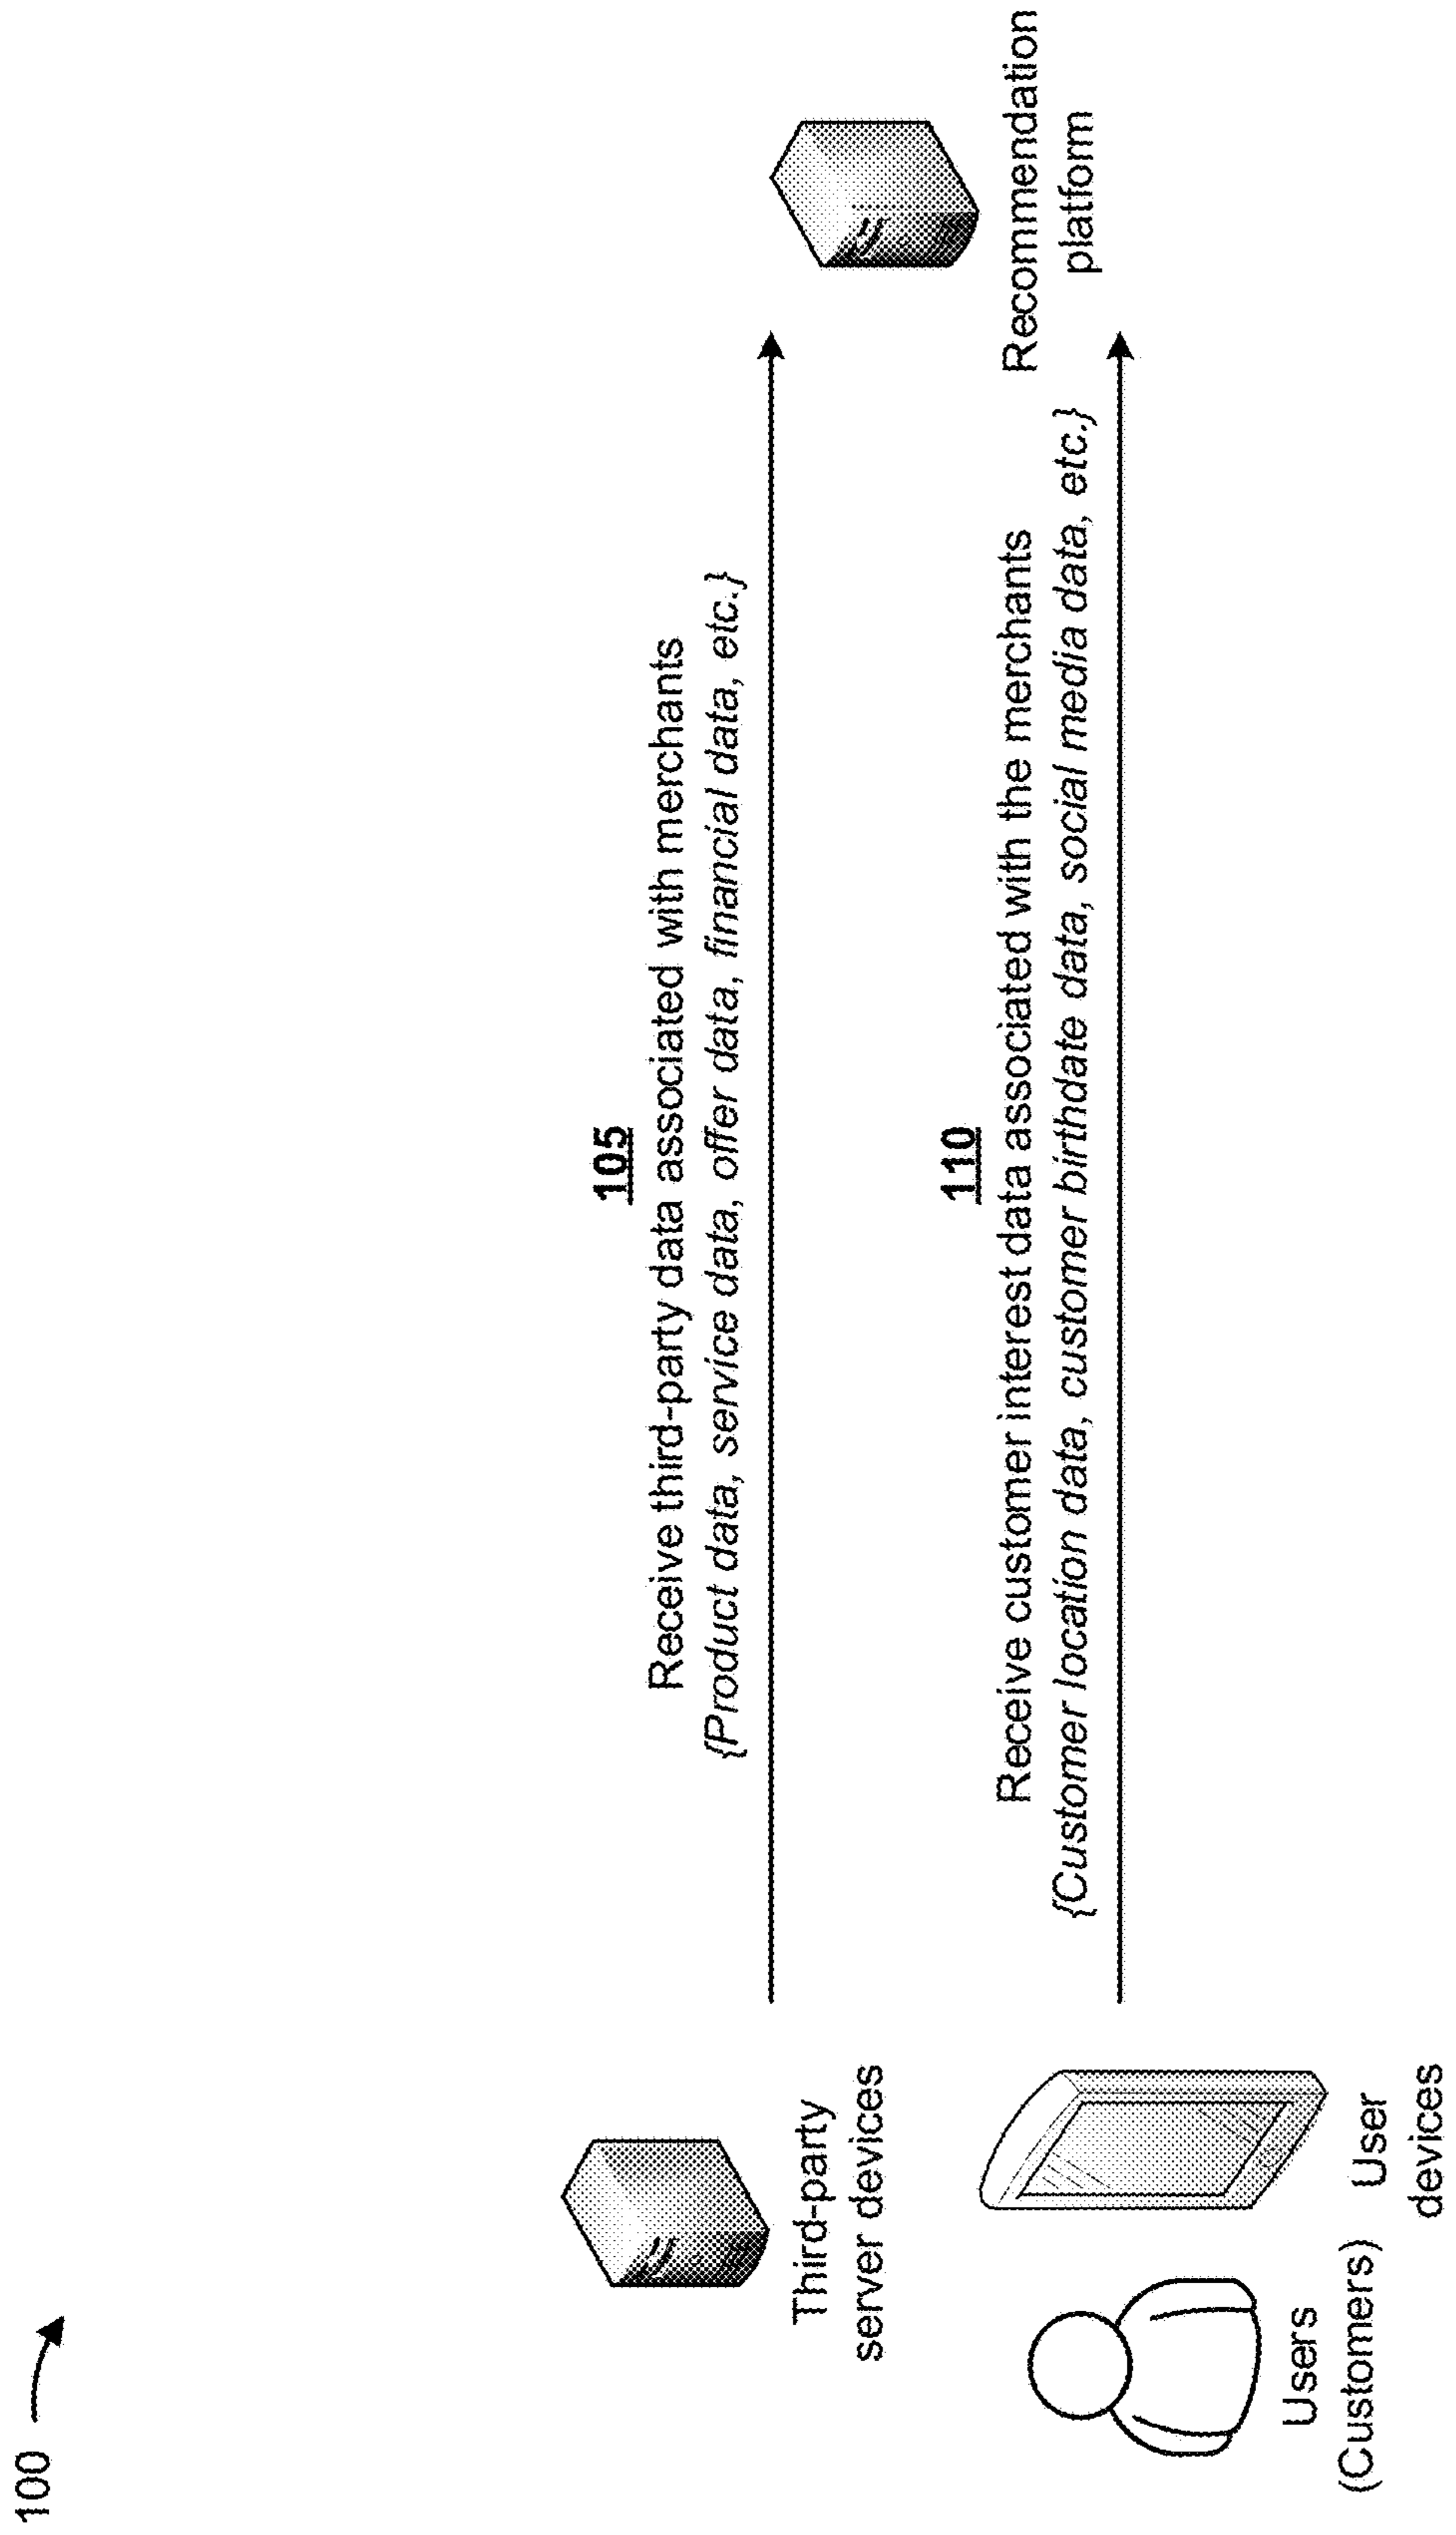 100
105
Receive third-party data associated with merchants
{Product data, service data, offer data, financial data, etc.}
Third-party
server devices
110
Receive customer interest data associated with the merchants
{Customer location data, customer birthdate data, social media data, etc.}
Recommendation
platform
Users
(Customers)
User
devices